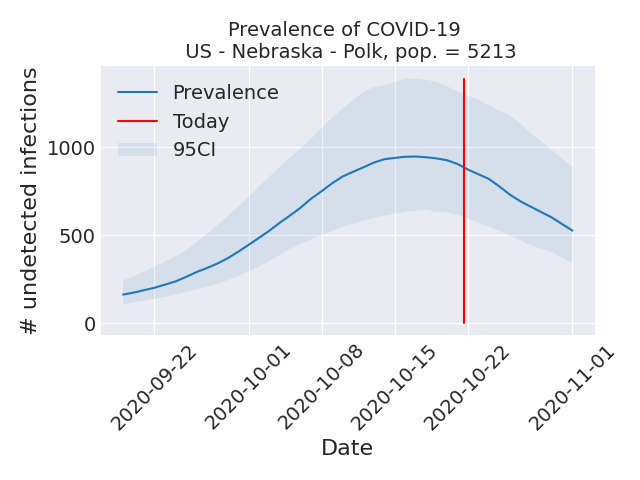 Prevalence of COVID-19
US - Nebraska - Polk, pop. = 5213
# undetected infections
1000
500
0
Prevalence
Today
95CI
2020-09-22
2020-10-01
2020-10-08
2020-10-15
2020-10-22
2020-11-01
Date